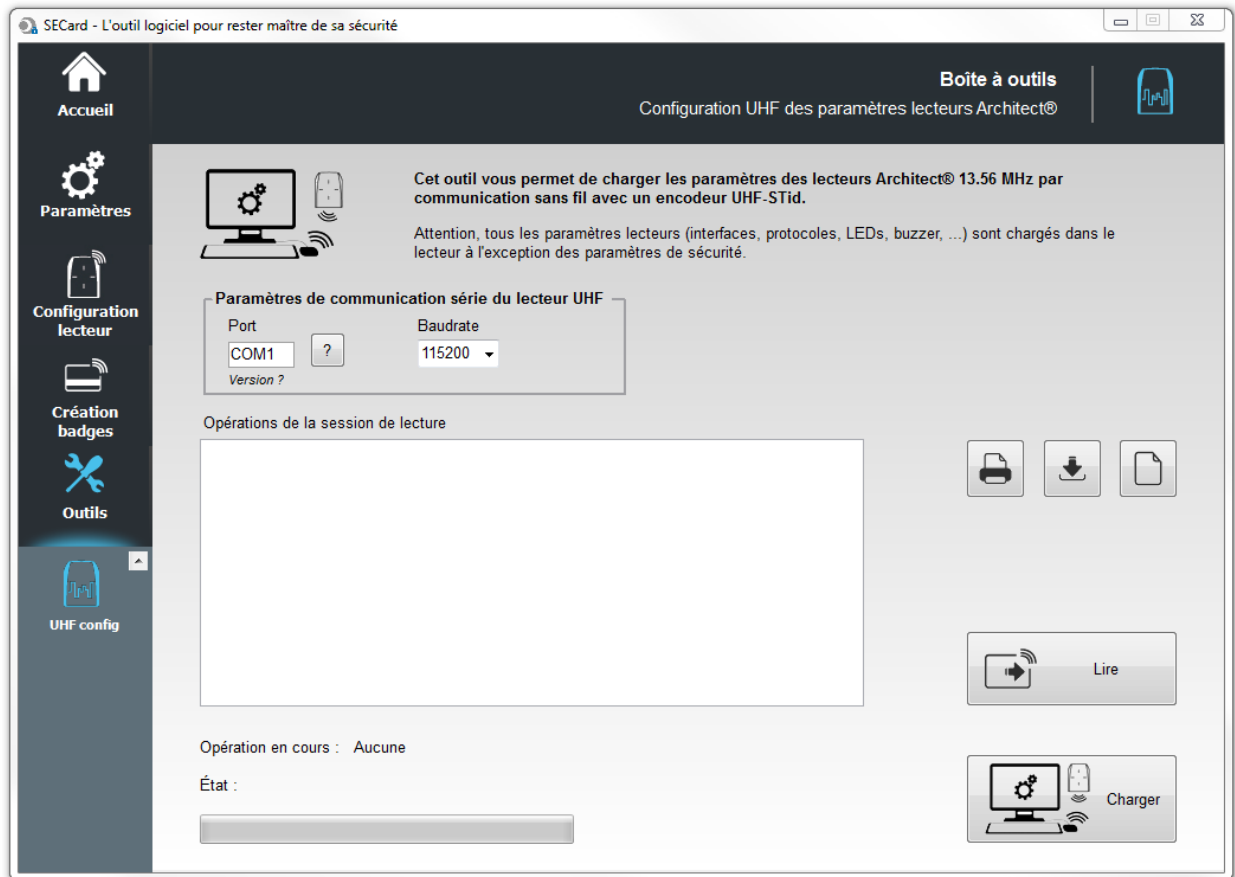 SECard - L'outil logiciel pour rester maître de sa sécurité
Accueil
Boîte à outils
Configuration UHF des paramètres lecteurs Architect®
Paramètres
Configuration
lecteur
Création
badges
Outils
UHF config
Cet outil vous permet de charger les paramètres des lecteurs Architect® 13.56 MHz par
communication sans fil avec un encodeur UHF-STid.
Attention, tous les paramètres lecteurs (interfaces, protocoles, LEDs, buzzer, ...) sont chargés dans le
lecteur à l'exception des paramètres de sécurité.
Paramètres de communication série du lecteur UHF
Port
Baudrate
COM1
?
115200
Version ?
Opérations de la session de lecture
Lire
Opération en cours : Aucune
État :
Charger